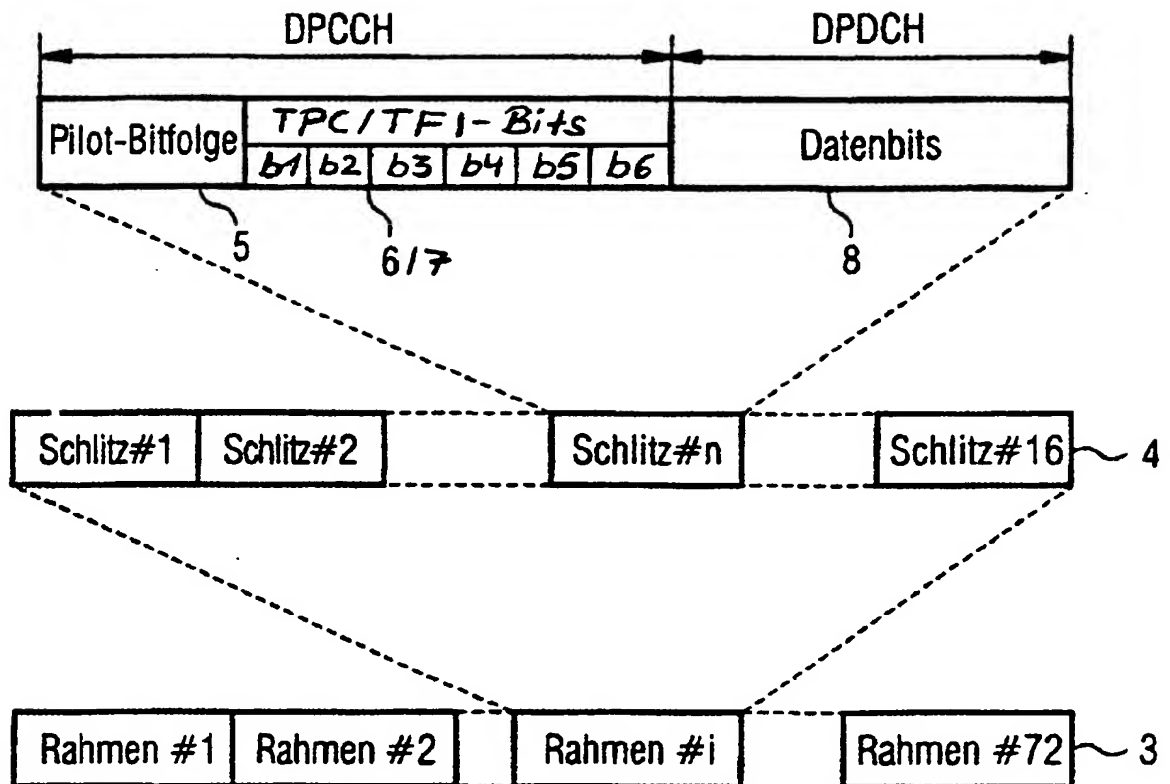 DPCCH DPDCH
Pilot-Bitfolge TPC/TFI-Bits Datenbits
b1 b2 b3 b4 b5 b6
5 6/7 8
Schlitz#1 Schlitz#2 Schlitz#n Schlitz#16 4
Rahmen #1 Rahmen #2 Rahmen #i Rahmen #72 3